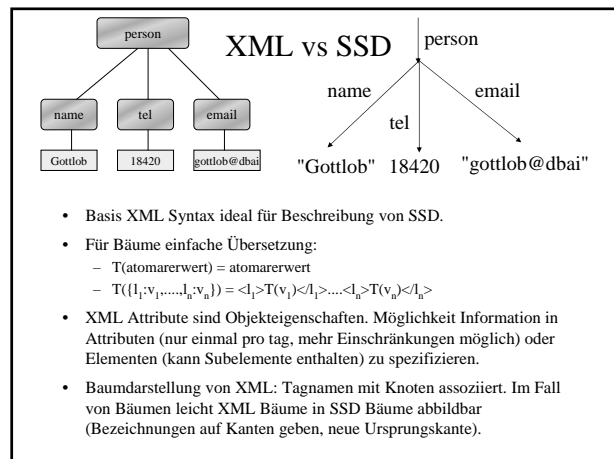 XML vs SSD
person
name
tel
email
Gottlob
18420
gottlob@dbai
person
name
email
tel
"Gottlob"
18420
"gottlob@dbai"
• Basis XML Syntax ideal für Beschreibung von SSD.
• Für Bäume einfache Übersetzung:
– T(atomarerwert) = atomarerwert
– T({l₁:v₁,....,lₙ:vₙ}) = <l₁>T(v₁)</l₁>....<lₙ>T(vₙ)</lₙ>
• XML Attribute sind Objekteigenschaften. Möglichkeit Information in
Attributen (nur einmal pro tag, mehr Einschränkungen möglich) oder
Elementen (kann Subelemente enthalten) zu spezifizieren.
• Baumdarstellung von XML: Tagnamen mit Knoten assoziiert. Im Fall
von Bäumen leicht XML Bäume in SSD Bäume abbildbar
(Bezeichnungen auf Kanten geben, neue Ursprungskante).